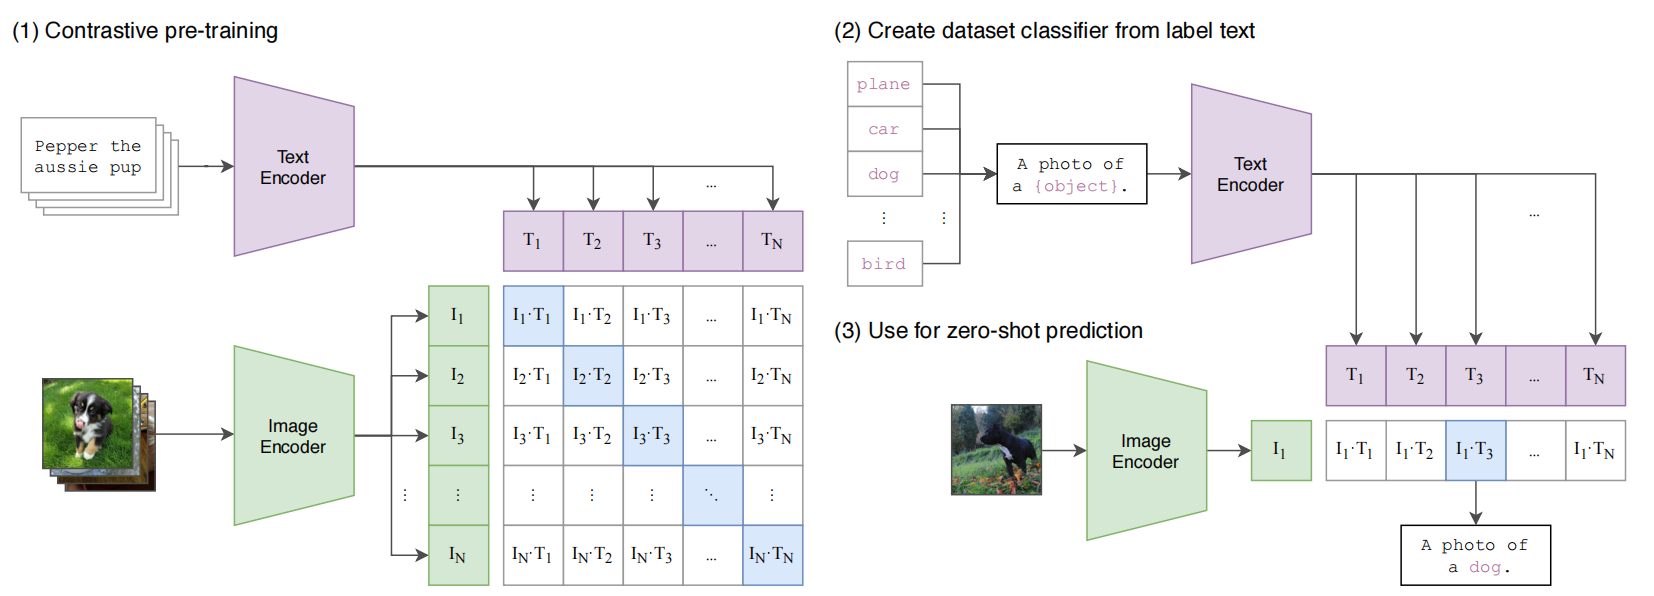 (1) Contrastive pre-training
Pepper the
aussie pup
Text
Encoder
...
T1 T2 T3 ... TN
Image
Encoder
I1 I1·T1 I1·T2 I1·T3 ... I1·TN
I2 I2·T1 I2·T2 I2·T3 ... I2·TN
I3 I3·T1 I3·T2 I3·T3 ... I3·TN
⋮ ⋮ ⋮ ⋮ ⋮ ⋱ ⋮
IN IN·T1 IN·T2 IN·T3 ... IN·TN
(2) Create dataset classifier from label text
plane
car
dog
⋮ ⋮
bird
A photo of
a {object}.
Text
Encoder
...
(3) Use for zero-shot prediction
T1 T2 T3 ... TN
Image
Encoder
I1 I1·T1 I1·T2 I1·T3 ... I1·TN
A photo of
a dog.